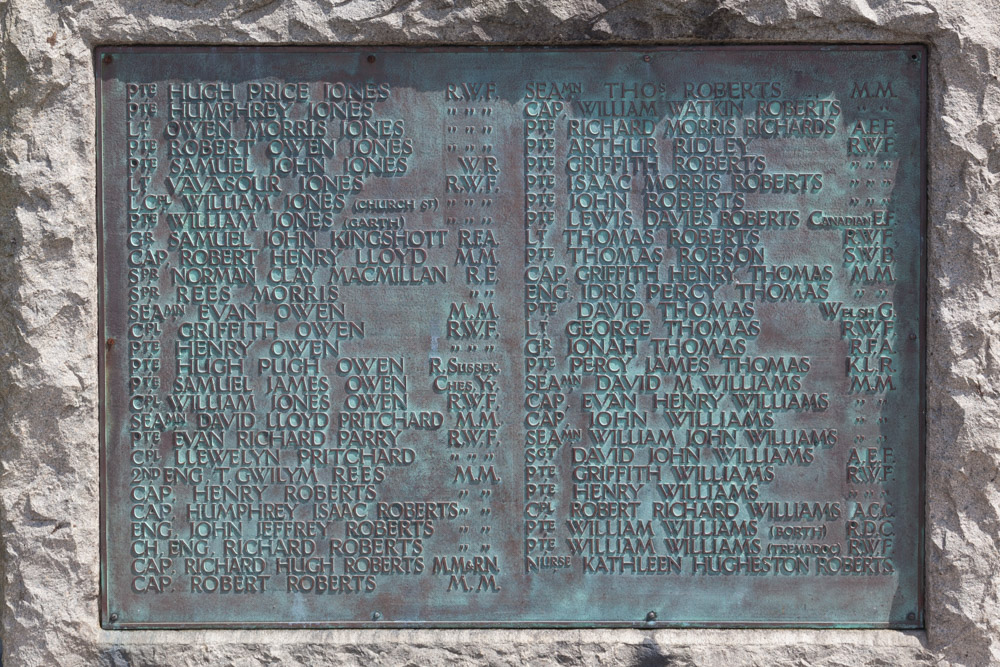 PTE HUGH PRICE JONES R.W.F.
PTE HUMPHREY JONES " " "
LT OWEN MORRIS JONES " " "
PTE ROBERT OWEN JONES " " "
PTE SAMUEL JOHN JONES W.R.
LT VAVASOUR JONES R.W.F.
L.CPL WILLIAM JONES (CHURCH ST) " " "
PTE WILLIAM JONES (GARTH) " " "
GR SAMUEL JOHN KINGSHOTT R.F.A.
CAP. ROBERT HENRY LLOYD M.M.
SPR NORMAN CLAY MACMILLAN R.E.
SPR REES MORRIS " "
SEAMN EVAN OWEN M.M.
CPL GRIFFITH OWEN R.W.F.
PTE HENRY OWEN " " "
PTE HUGH PUGH OWEN R. SUSSEX.
PTE SAMUEL JAMES OWEN CHES. YY.
CPL WILLIAM JONES OWEN R.W.F.
SEAMN DAVID LLOYD PRITCHARD M.M.
PTE EVAN RICHARD PARRY R.W.F.
CPL LLEWELYN PRITCHARD " " "
2ND ENG. T. GWILYM REES M.M.
CAP. HENRY ROBERTS " "
CAP. HUMPHREY ISAAC ROBERTS " "
ENG. JOHN JEFFREY ROBERTS " "
CH. ENG. RICHARD ROBERTS " "
CAP. RICHARD HUGH ROBERTS M.M.&R.N.
CAP. ROBERT ROBERTS M.M.
SEAMN THOS ROBERTS M.M.
CAP. WILLIAM WATKIN ROBERTS " "
PTE RICHARD MORRIS RICHARDS A.E.F.
PTE ARTHUR RIDLEY R.W.F.
PTE GRIFFITH ROBERTS " " "
PTE ISAAC MORRIS ROBERTS " " "
PTE JOHN ROBERTS " " "
PTE LEWIS DAVIES ROBERTS CANADIAN E.F.
LT THOMAS ROBERTS R.W.F.
PTE THOMAS ROBSON S.W.B.
CAP. GRIFFITH HENRY THOMAS M.M.
ENG. IDRIS PERCY THOMAS " "
PTE DAVID THOMAS WELSH G.
LT GEORGE THOMAS R.W.F.
GR JONAH THOMAS R.F.A.
PTE PERCY JAMES THOMAS K.L.R.
SEAMN DAVID M. WILLIAMS M.M.
CAP. EVAN HENRY WILLIAMS " "
CAP. JOHN WILLIAMS " "
SEAMN WILLIAM JOHN WILLIAMS " "
SGT DAVID JOHN WILLIAMS A.E.F.
PTE GRIFFITH WILLIAMS R.W.F.
PTE HENRY WILLIAMS " " "
CPL ROBERT RICHARD WILLIAMS A.C.C.
PTE WILLIAM WILLIAMS (BORTH) R.D.C.
PTE WILLIAM WILLIAMS (TREMADOC) R.W.F.
NURSE KATHLEEN HUGHESTON ROBERTS.